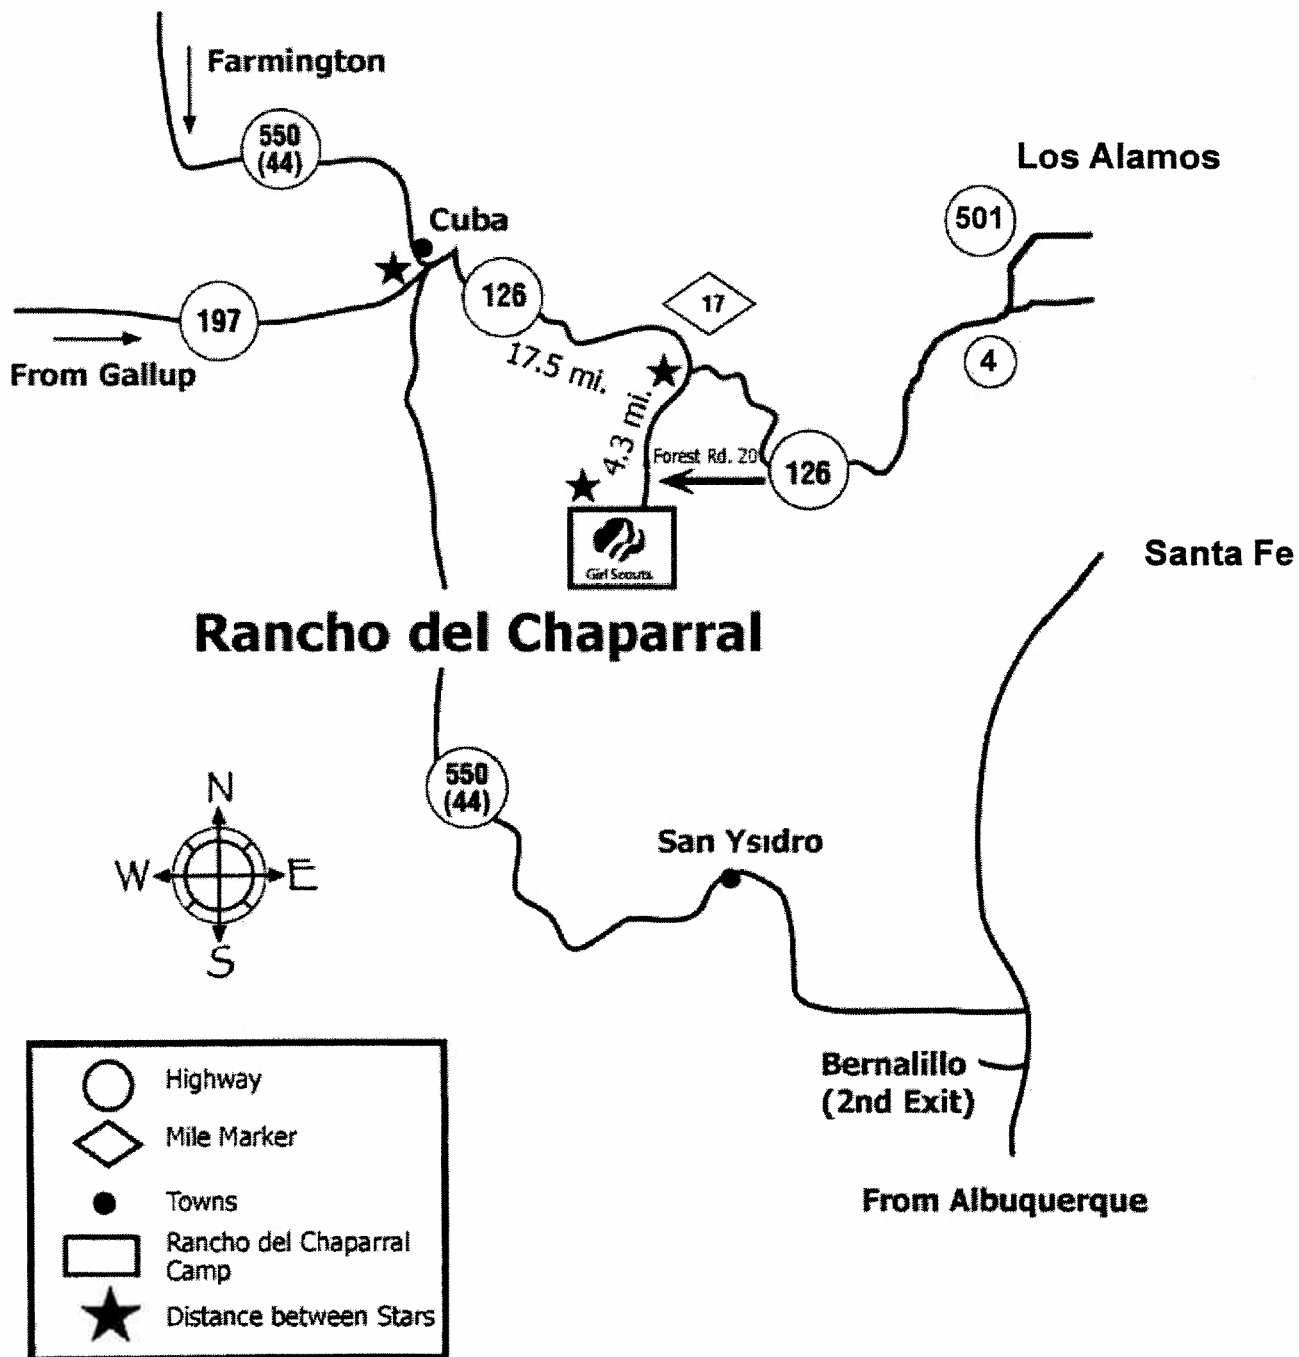 Farmington
550
(44)
Los Alamos
501
Cuba
126
17
197
17.5 mi.
4
From Gallup
4.3 mi.
Forest Rd. 20
126
Girl Scouts
Santa Fe
Rancho del Chaparral
550
(44)
N
W
E
S
San Ysidro
Bernalillo
(2nd Exit)
From Albuquerque
Highway
Mile Marker
Towns
Rancho del Chaparral
Camp
Distance between Stars